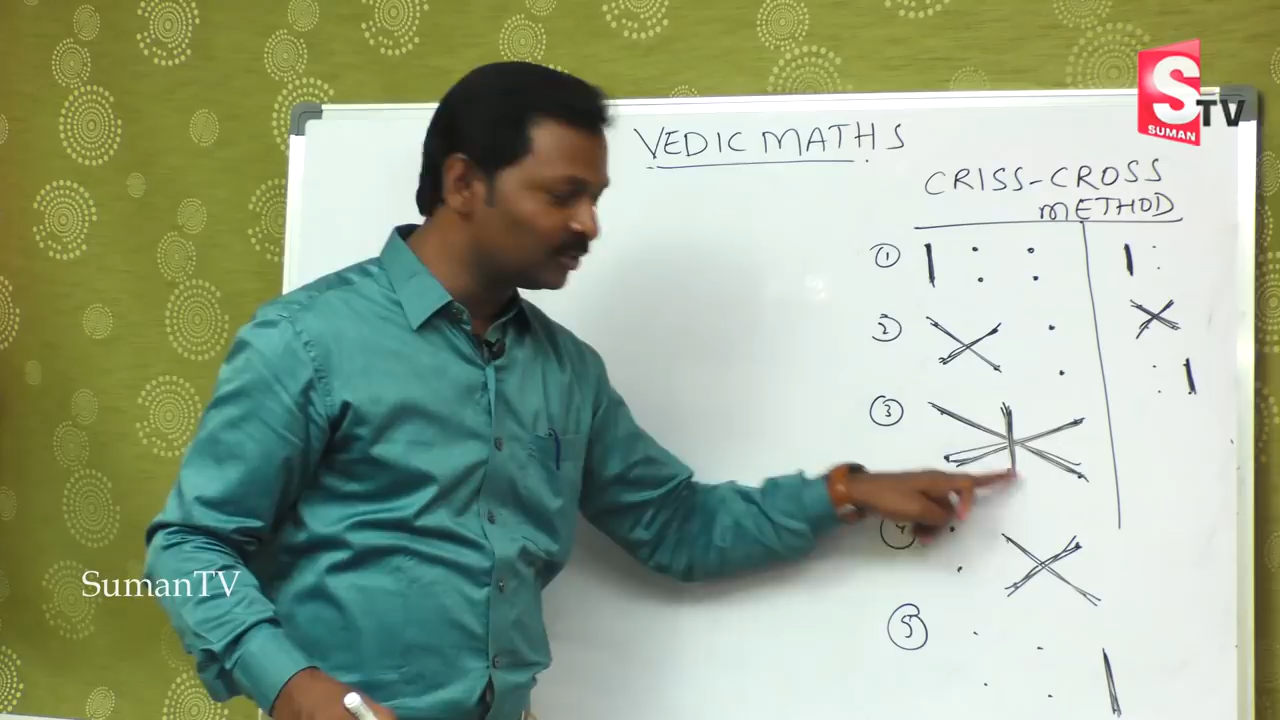 VEDIC MATHS
CRISS-CROSS
METHOD
1
2
3
4
5
S TV
SUMAN
SumanTV